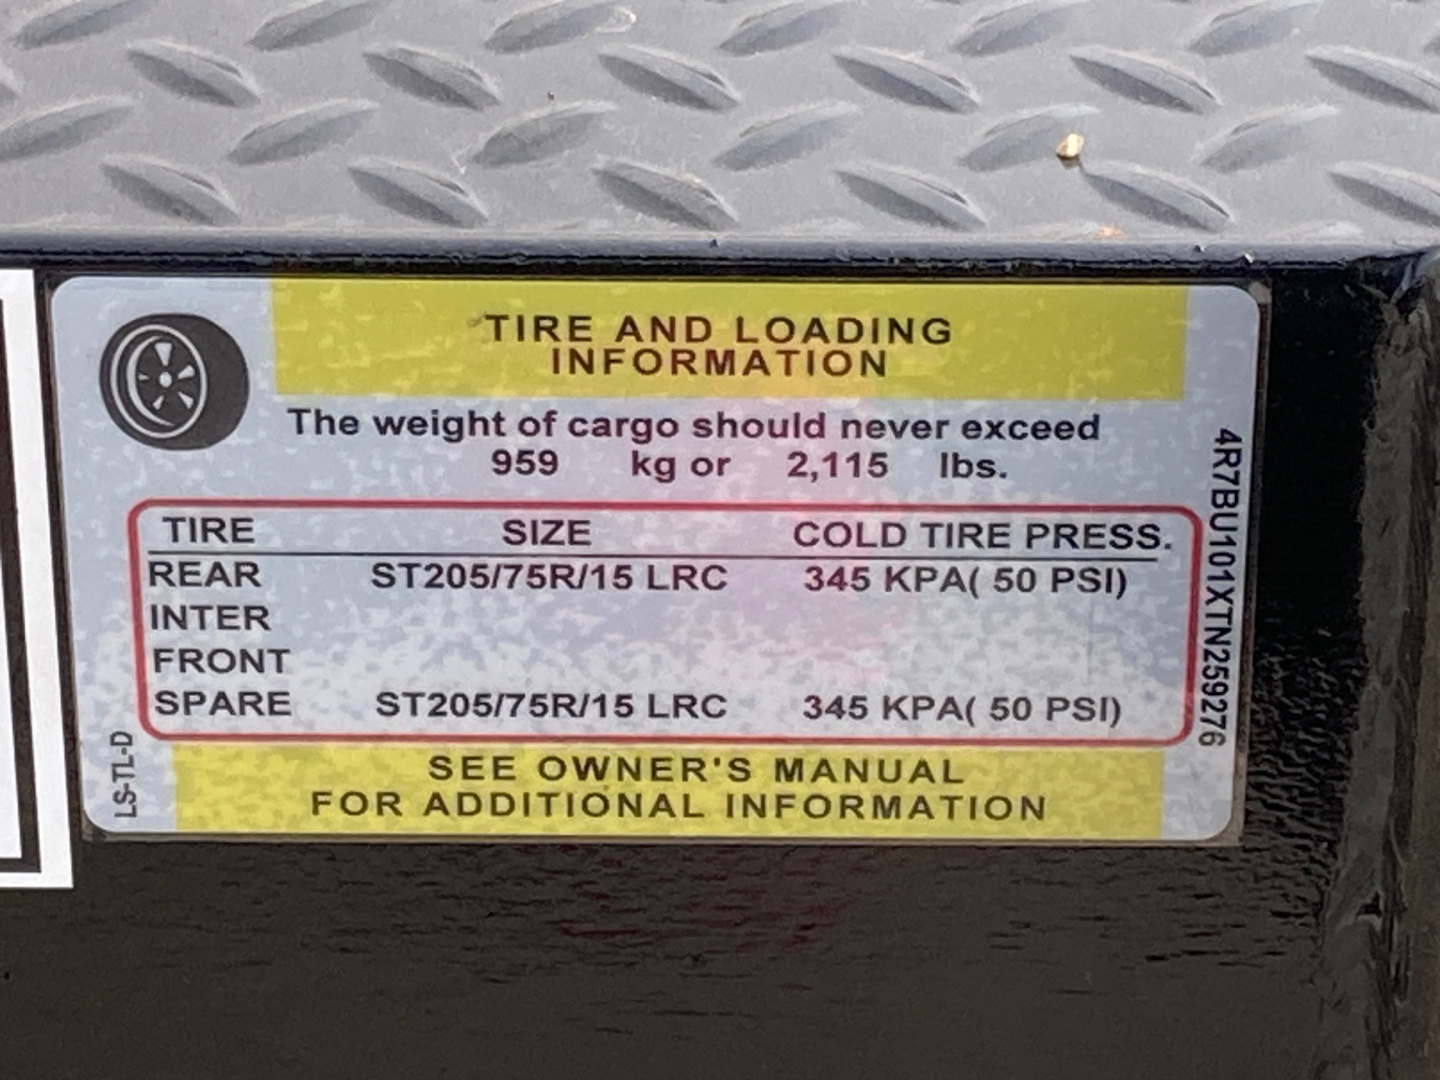 TIRE AND LOADING
INFORMATION
The weight of cargo should never exceed
959 kg or 2,115 lbs.
TIRE SIZE COLD TIRE PRESS.
REAR ST205/75R/15 LRC 345 KPA( 50 PSI)
INTER
FRONT
SPARE ST205/75R/15 LRC 345 KPA( 50 PSI)
SEE OWNER'S MANUAL
FOR ADDITIONAL INFORMATION
LS-TL-D
4R7BU101XTN259276